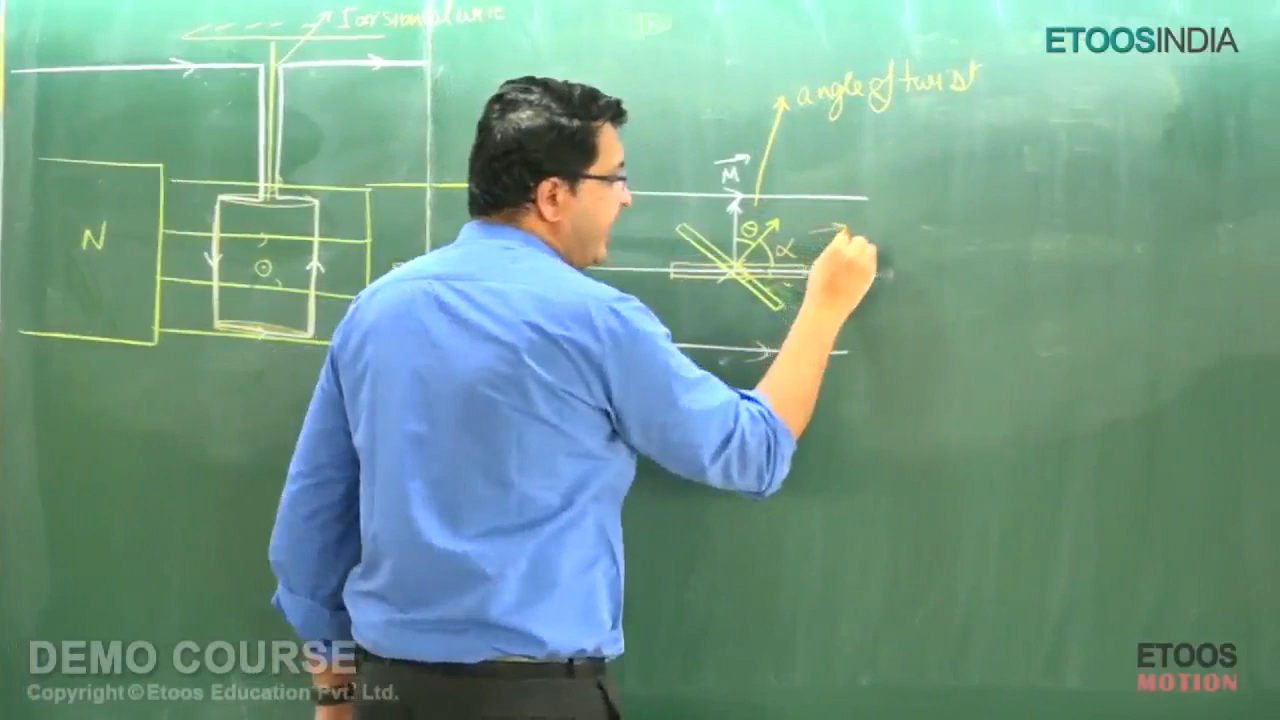 Torsional wire
ETOOSINDIA
angle of twist
M
N
θ
α
DEMO COURSE
Copyright © Etoos Education Pvt. Ltd.
ETOOS
MOTION